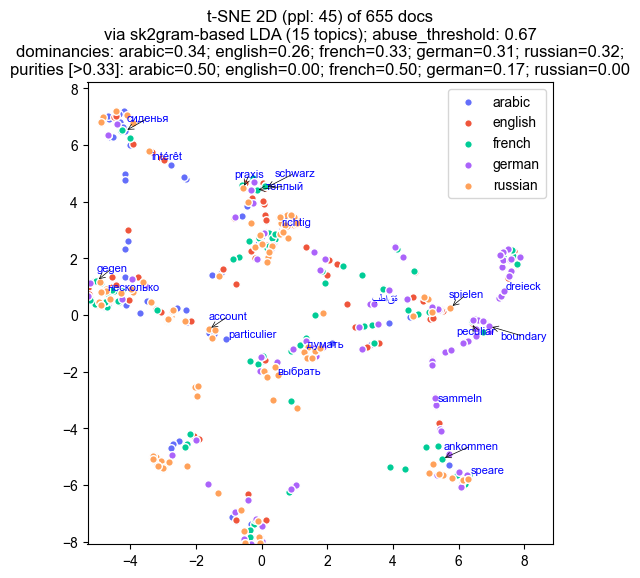 t-SNE 2D (ppl: 45) of 655 docs
via sk2gram-based LDA (15 topics); abuse_threshold: 0.67
dominancies: arabic=0.34; english=0.26; french=0.33; german=0.31; russian=0.32;
purities [>0.33]: arabic=0.50; english=0.00; french=0.50; german=0.17; russian=0.00
8
arabic
english
french
german
russian
сиденья
6
intérêt
praxis
schwarz
теплый
4
richtig
2
gegen
несколько
dreieck
بطاقة
spielen
account
0
particulier
peculiar
boundary
думать
выбрать
−2
sammeln
−4
ankommen
speare
−6
−8
−4
−2
0
2
4
6
8